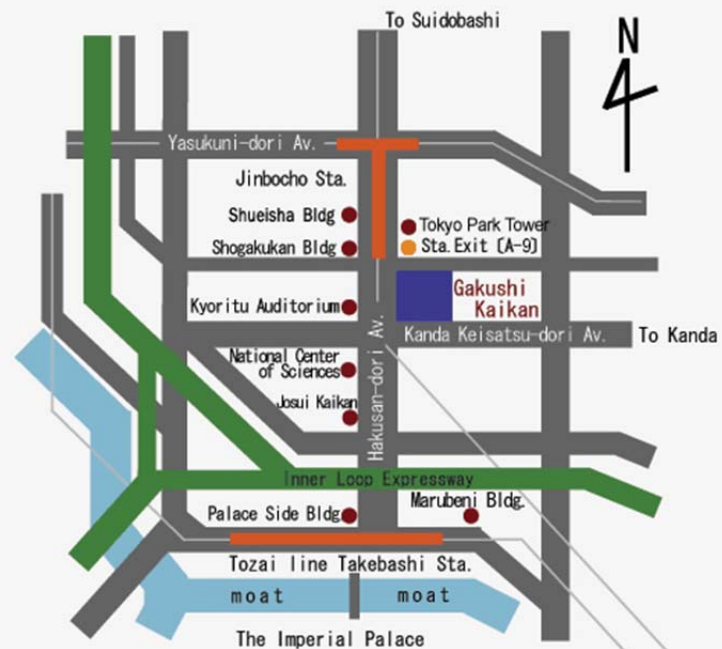 To Suidobashi
N
Yasukuni-dori Av.
Jinbocho Sta.
Shueisha Bldg
Tokyo Park Tower
Shogakukan Bldg
Sta. Exit (A-9)
Gakushi
Kaikan
Kyoritu Auditorium
Kanda Keisatsu-dori Av.
To Kanda
Hakusan-dori Av.
National Center
of Sciences
Josui Kaikan
Inner Loop Expressway
Marubeni Bldg.
Palace Side Bldg
Tozai line Takebashi Sta.
moat
moat
The Imperial Palace